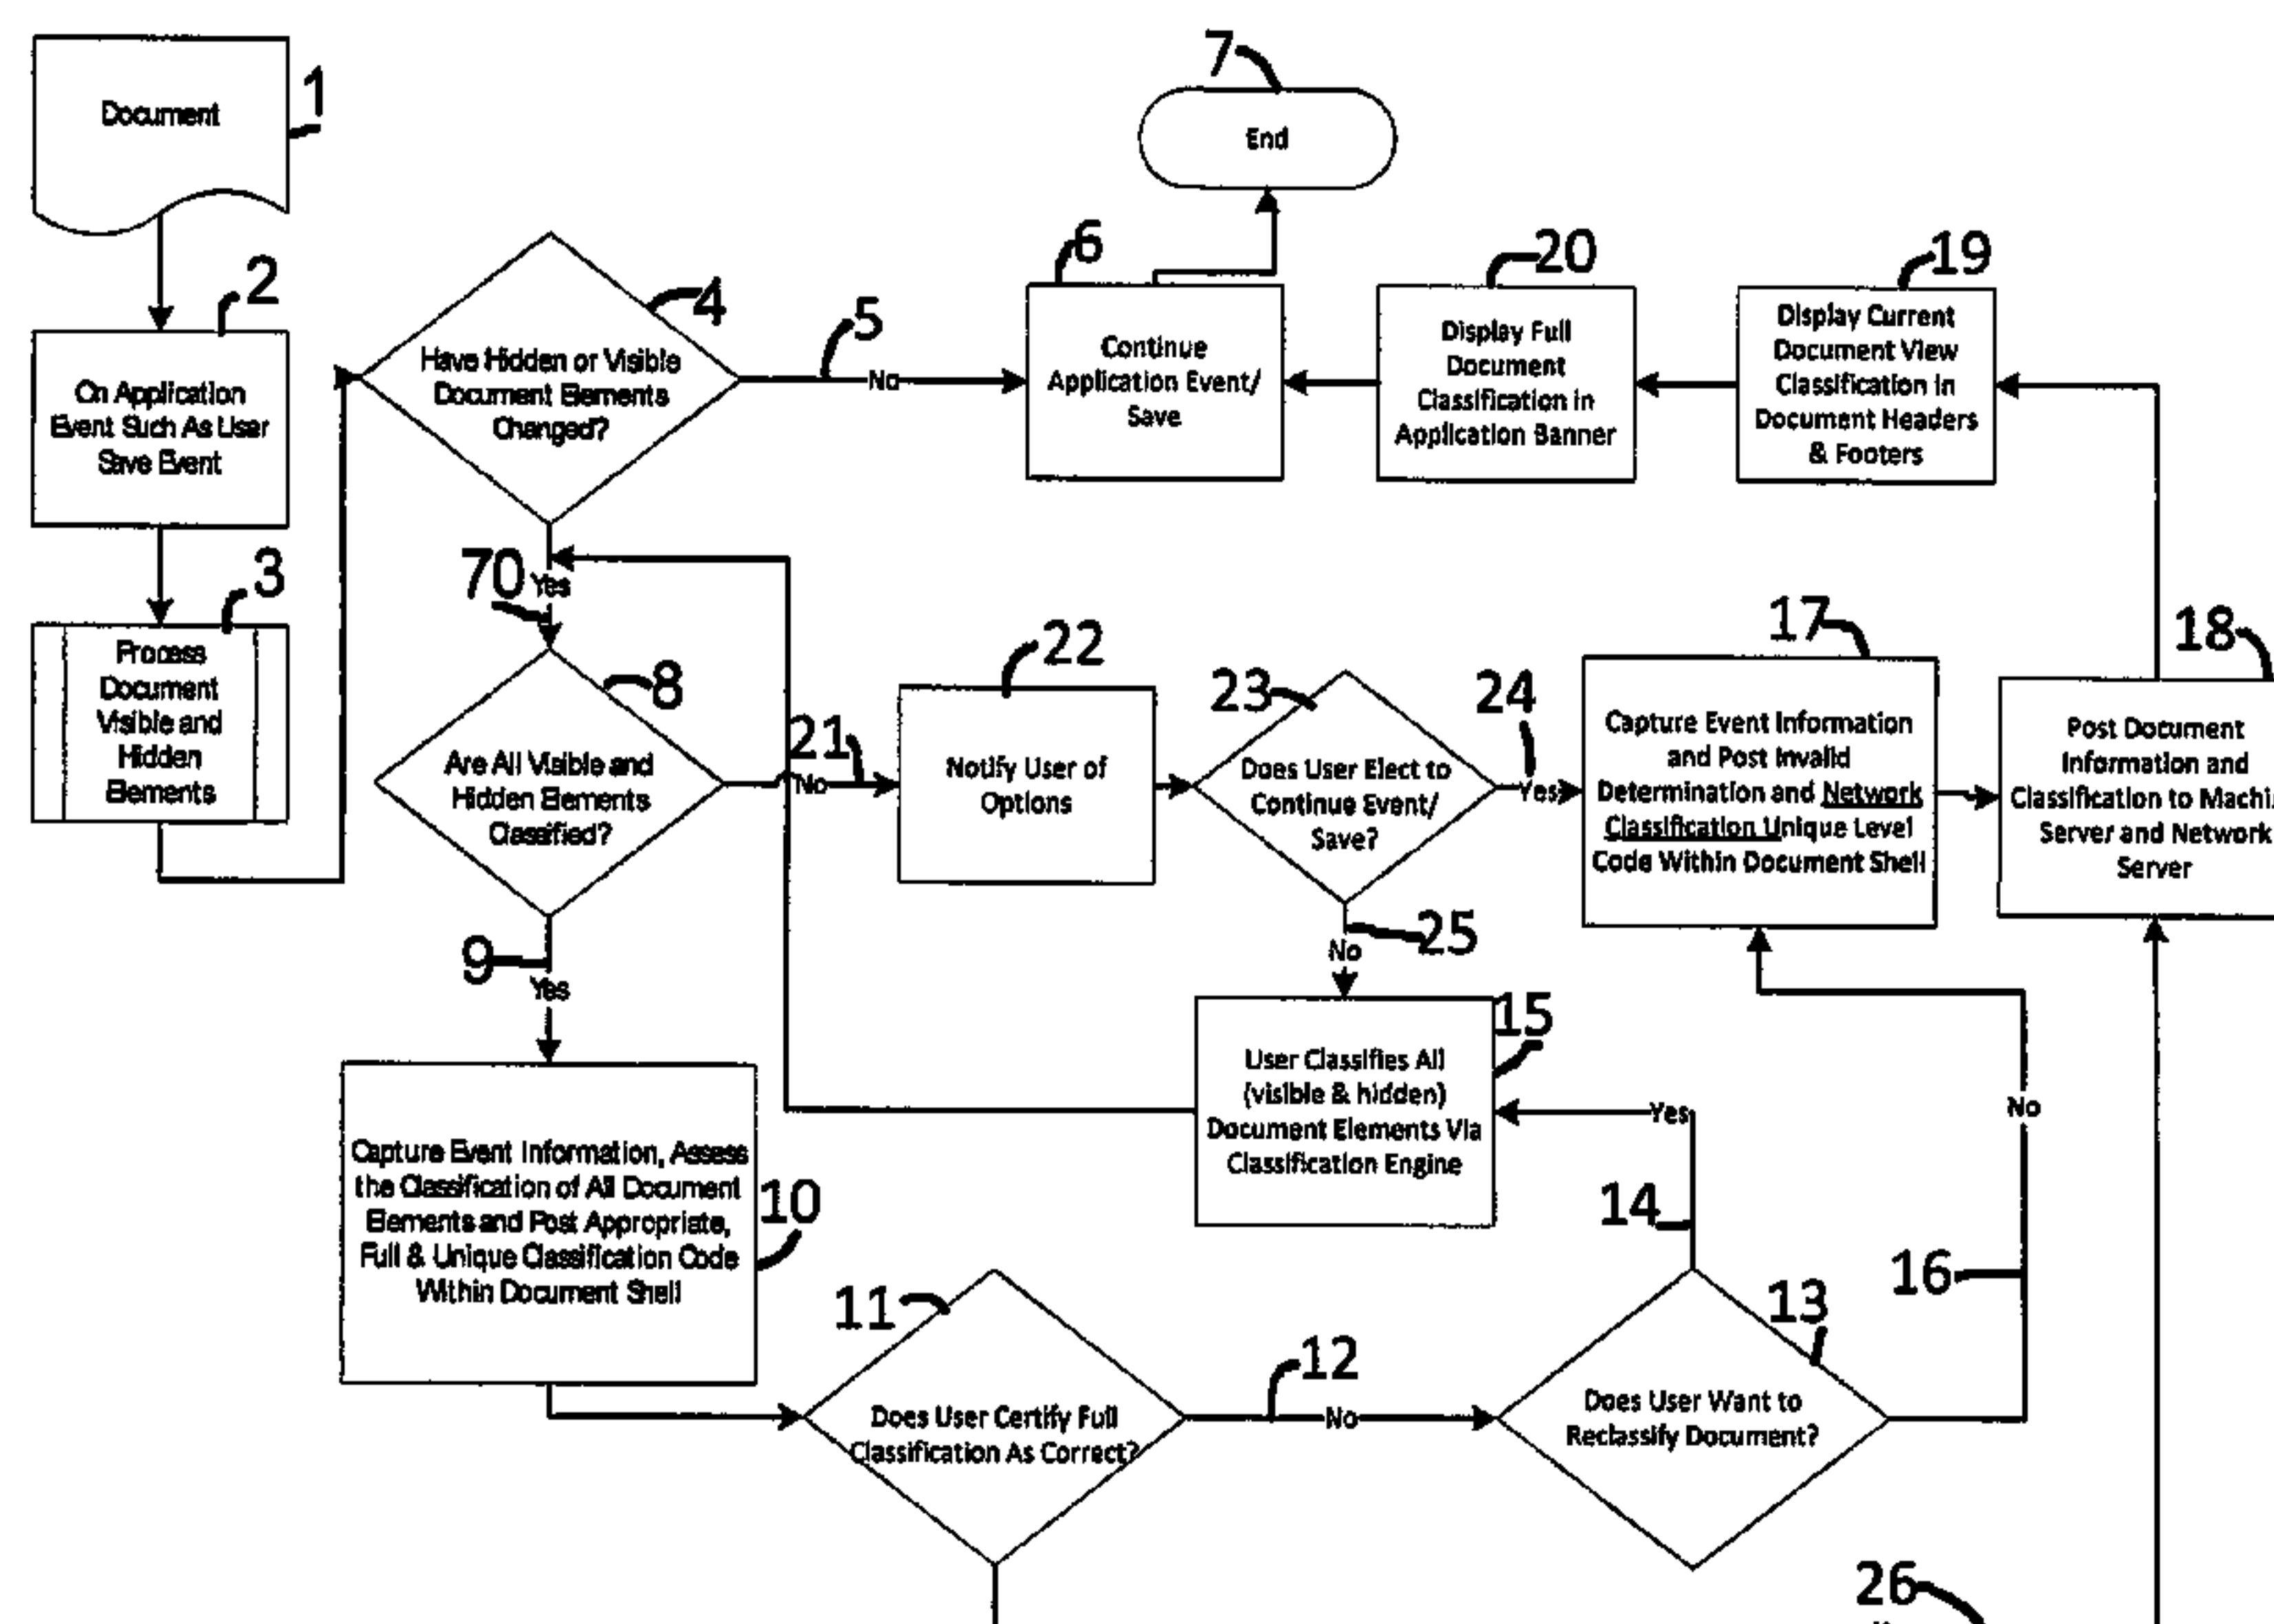 1
Document
2
On Application
Event Such As User
Save Event
3
Process
Document
Visible and
Hidden
Elements
4
Have Hidden or Visible
Document Elements
Changed?
5
No
6
Continue
Application Event/
Save
7
End
20
Display Full
Document
Classification in
Application Banner
19
Display Current
Document View
Classification in
Document Headers
& Footers
70
Yes
8
Are All Visible and
Hidden Elements
Classified?
21
No
22
Notify User of
Options
23
Does User Elect to
Continue Event/
Save?
24
Yes
17
Capture Event Information
and Post Invalid
Determination and Network
Classification Unique Level
Code Within Document Shell
18
Post Document
Information and
Classification to
Server and Network
Server
25
No
9
Yes
15
User Classifies All
(visible & hidden)
Document Elements Via
Classification Engine
10
Capture Event Information, Assess
the Classification of All Document
Elements and Post Appropriate,
Full & Unique Classification Code
Within Document Shell
11
Does User Certify Full
Classification As Correct?
12
No
13
Does User Want to
Reclassify Document?
14
Yes
16
No
26